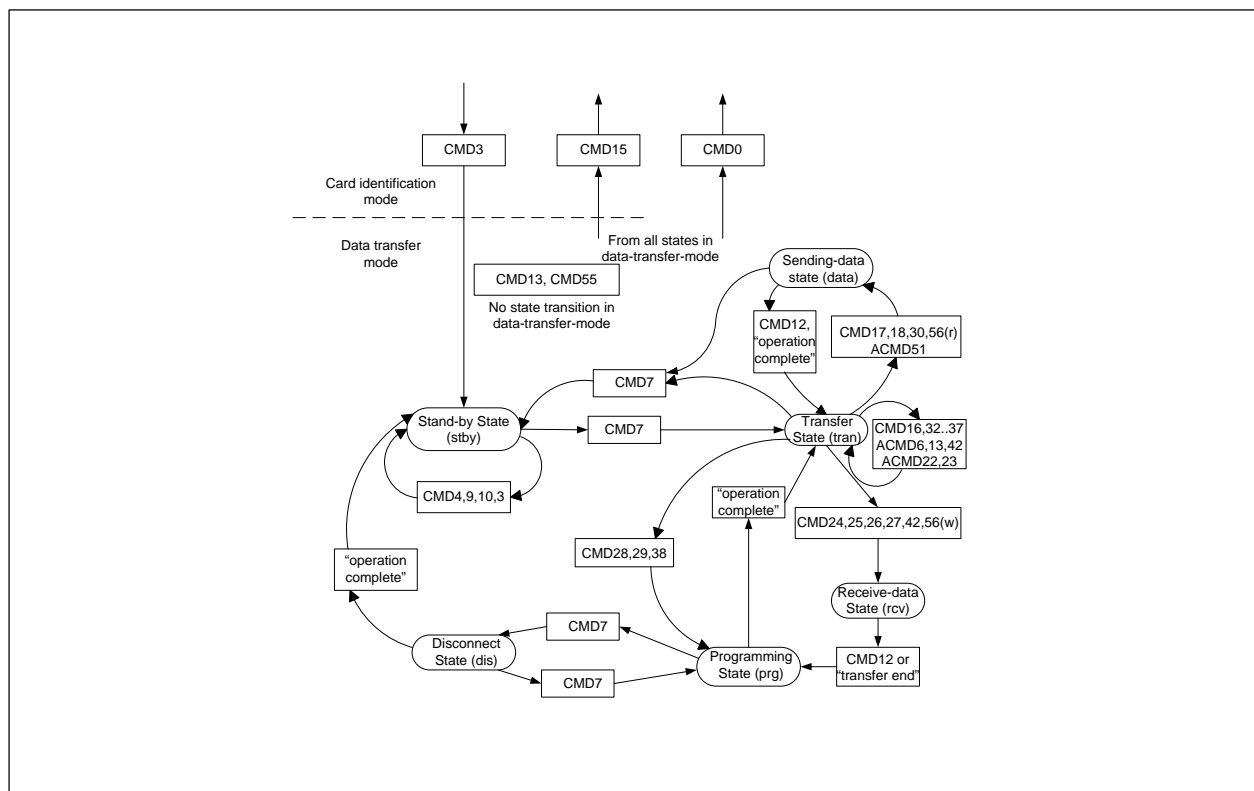 CMD3
CMD15
CMD0
Card identification
mode
Data transfer
mode
From all states in
data-transfer-mode
CMD13, CMD55
No state transition in
data-transfer-mode
Sending-data
state (data)
CMD12,
“operation
complete”
CMD17,18,30,56(r)
ACMD51
CMD7
Stand-by State
(stby)
CMD7
Transfer
State (tran)
CMD16,32..37
ACMD6,13,42
ACMD22,23
CMD4,9,10,3
“operation
complete”
CMD24,25,26,27,42,56(w)
“operation
complete”
CMD28,29,38
Receive-data
State (rcv)
CMD7
Disconnect
State (dis)
Programming
State (prg)
CMD12 or
“transfer end”
CMD7